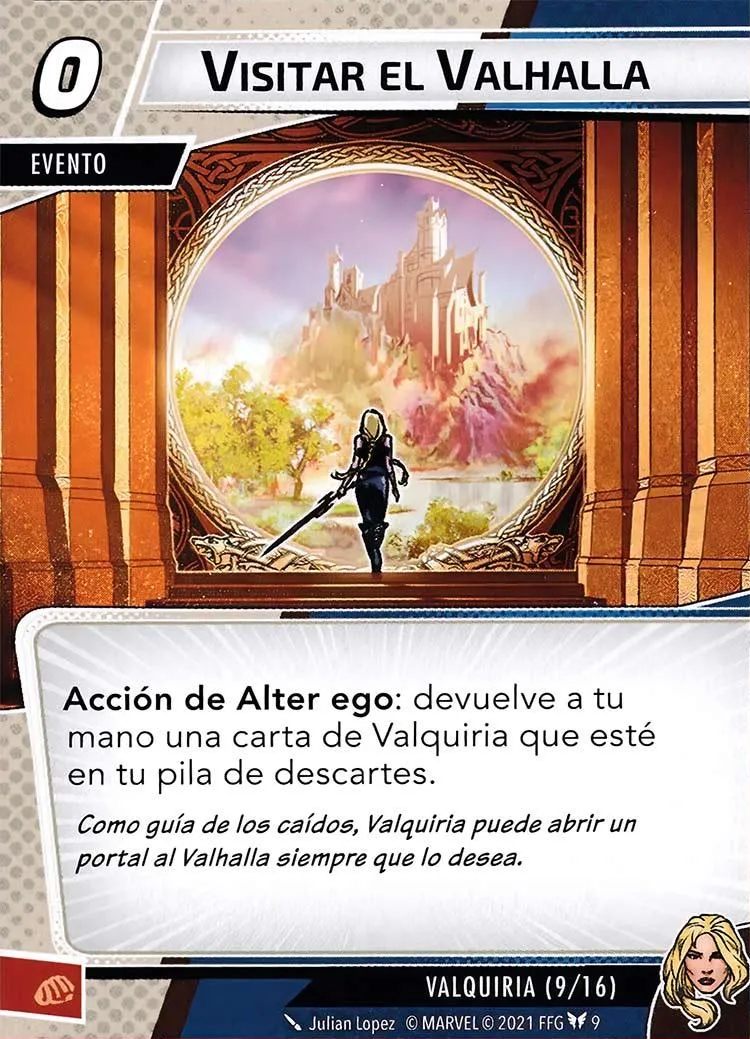 0
VISITAR EL VALHALLA
EVENTO
Acción de Alter ego: devuelve a tu
mano una carta de Valquiria que esté
en tu pila de descartes.
Como guía de los caídos, Valquiria puede abrir un
portal al Valhalla siempre que lo desea.
VALQUIRIA (9/16)
Julian Lopez © MARVEL © 2021 FFG 9